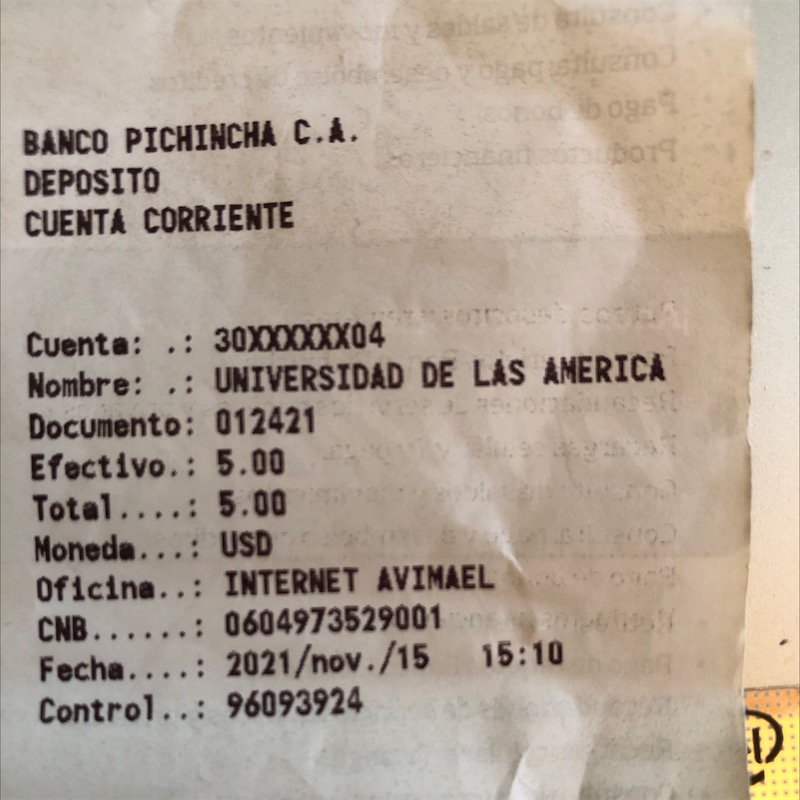 BANCO PICHINCHA C.A.
DEPOSITO
CUENTA CORRIENTE
Cuenta: .: 30XXXXXX04
Nombre: .: UNIVERSIDAD DE LAS AMERICA
Documento: 012421
Efectivo.: 5.00
Total....: 5.00
Moneda...: USD
Oficina..: INTERNET AVIMAEL
CNB......: 0604973529001
Fecha....: 2021/nov./15 15:10
Control..: 96093924